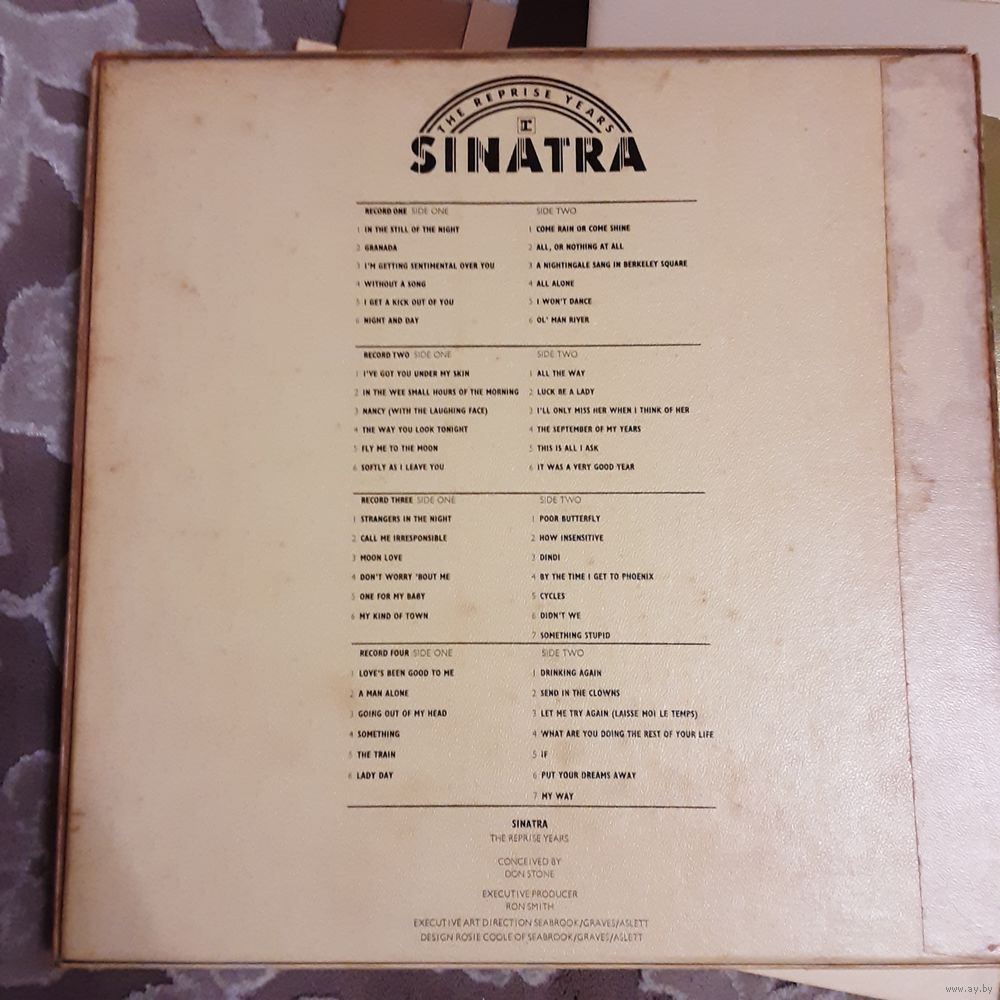 THE REPRISE YEARS
r:
SINATRA
RECORD ONE SIDE ONE
1 IN THE STILL OF THE NIGHT
2 GRANADA
3 I'M GETTING SENTIMENTAL OVER YOU
4 WITHOUT A SONG
5 I GET A KICK OUT OF YOU
6 NIGHT AND DAY
SIDE TWO
1 COME RAIN OR COME SHINE
2 ALL, OR NOTHING AT ALL
3 A NIGHTINGALE SANG IN BERKELEY SQUARE
4 ALL ALONE
5 I WON'T DANCE
6 OL' MAN RIVER
RECORD TWO SIDE ONE
1 I'VE GOT YOU UNDER MY SKIN
2 IN THE WEE SMALL HOURS OF THE MORNING
3 NANCY (WITH THE LAUGHING FACE)
4 THE WAY YOU LOOK TONIGHT
5 FLY ME TO THE MOON
6 SOFTLY AS I LEAVE YOU
SIDE TWO
1 ALL THE WAY
2 LUCK BE A LADY
3 I'LL ONLY MISS HER WHEN I THINK OF HER
4 THE SEPTEMBER OF MY YEARS
5 THIS IS ALL I ASK
6 IT WAS A VERY GOOD YEAR
RECORD THREE SIDE ONE
1 STRANGERS IN THE NIGHT
2 CALL ME IRRESPONSIBLE
3 MOON LOVE
4 DON'T WORRY 'BOUT ME
5 ONE FOR MY BABY
6 MY KIND OF TOWN
SIDE TWO
1 POOR BUTTERFLY
2 HOW INSENSITIVE
3 DINDI
4 BY THE TIME I GET TO PHOENIX
5 CYCLES
6 DIDN'T WE
7 SOMETHING STUPID
RECORD FOUR SIDE ONE
1 LOVE'S BEEN GOOD TO ME
2 A MAN ALONE
3 GOING OUT OF MY HEAD
4 SOMETHING
5 THE TRAIN
6 LADY DAY
SIDE TWO
1 DRINKING AGAIN
2 SEND IN THE CLOWNS
3 LET ME TRY AGAIN (LAISSE MOI LE TEMPS)
4 WHAT ARE YOU DOING THE REST OF YOUR LIFE
5 IF
6 PUT YOUR DREAMS AWAY
7 MY WAY
SINATRA
THE REPRISE YEARS
CONCEIVED BY
DON STONE
EXECUTIVE PRODUCER
RON SMITH
EXECUTIVE ART DIRECTION SEABROOK/GRAVES/ASLETT
DESIGN ROSIE COOLE OF SEABROOK/GRAVES/ASLETT
www.ay.by